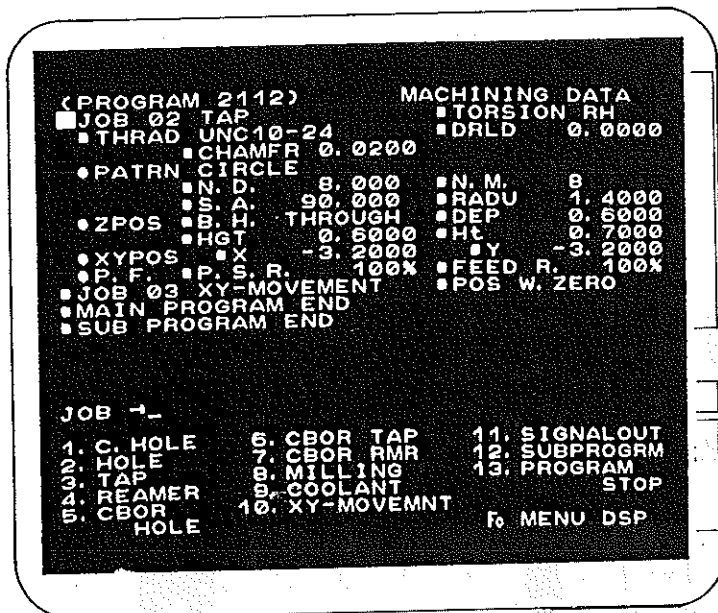 (PROGRAM 2112) MACHINING DATA
JOB 02 TAP ■TORSION RH
■THRAD UNC10-24 ■DRLD 0.0000
■CHAMFR 0.0200
●PATRN CIRCLE
■N.D. 8.000 ■N.M. 8
■S.A. 90.000 ■RADU 1.4000
●ZPOS ■B.H. THROUGH ■DEP 0.6000
■HGT 0.6000 ■Ht 0.7000
●XYPOS ■X -3.2000 ■Y -3.2000
●P.F. ■P.S.R. 100% ■FEED R. 100%
■JOB 03 XY-MOVEMENT ■POS W.ZERO
■MAIN PROGRAM END
■SUB PROGRAM END
JOB →_
1. C. HOLE 6. CBOR TAP 11. SIGNALOUT
2. HOLE 7. CBOR RMR 12. SUBPROGRM
3. TAP 8. MILLING 13. PROGRAM
4. REAMER 9. COOLANT STOP
5. CBOR 10. XY-MOVEMNT
HOLE F0 MENU DSP